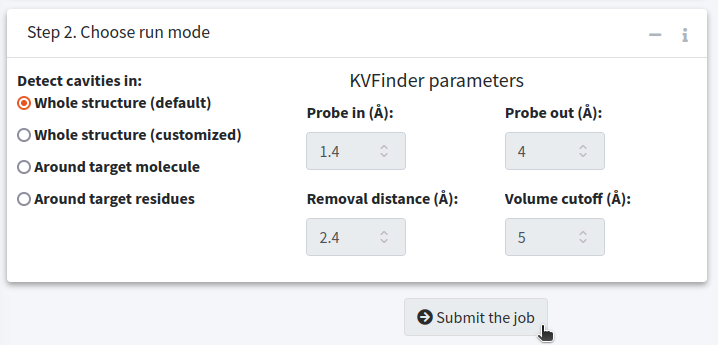 Step 2. Choose run mode
Detect cavities in:
Whole structure (default)
Whole structure (customized)
Around target molecule
Around target residues
KVFinder parameters
Probe in (Å):
Probe out (Å):
1.4
4
Removal distance (Å):
Volume cutoff (Å):
2.4
5
Submit the job